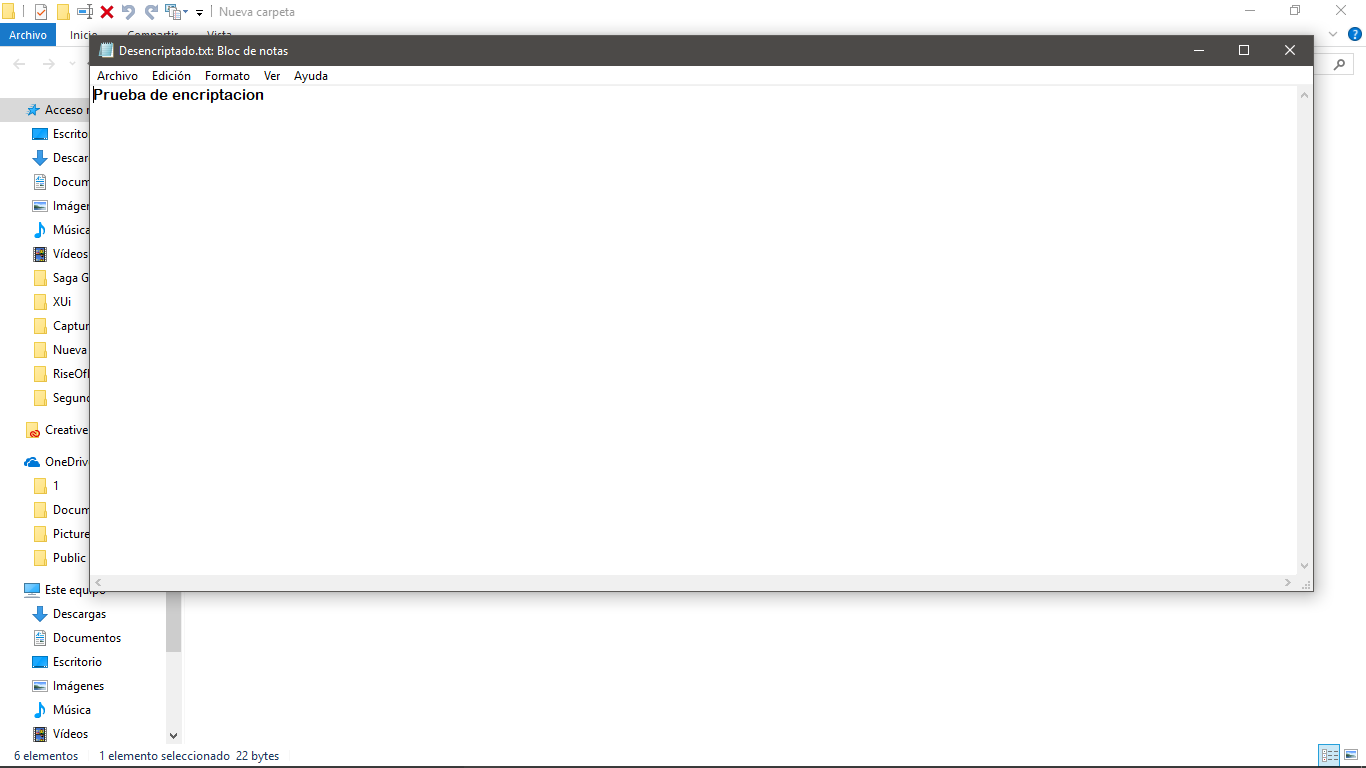 Nueva carpeta
Archivo
Inicio
Compartir
Vista
Desencriptado.txt: Bloc de notas
Archivo Edición Formato Ver Ayuda
Prueba de encriptacion
Acceso r
Escrito
Descar
Docum
Imáger
Música
Vídeos
Saga G
XUi
Captur
Nueva
RiseOf
Segund
Creative
OneDriv
1
Docum
Picture
Public
Este equipo
Descargas
Documentos
Escritorio
Imágenes
Música
Vídeos
6 elementos 1 elemento seleccionado 22 bytes